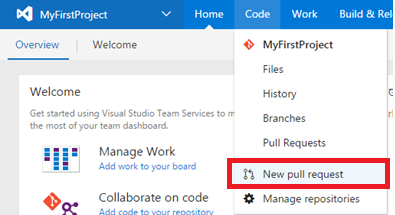 MyFirstProject
Home
Code
Work
Build & Rel
Overview
Welcome
MyFirstProject
Files
History
Branches
Pull Requests
New pull request
Manage repositories
Welcome
Get started using Visual Studio Team Services to m
the most of your team dashboard.
Manage Work
Add work to your board
Collaborate on code
Add code to your repository